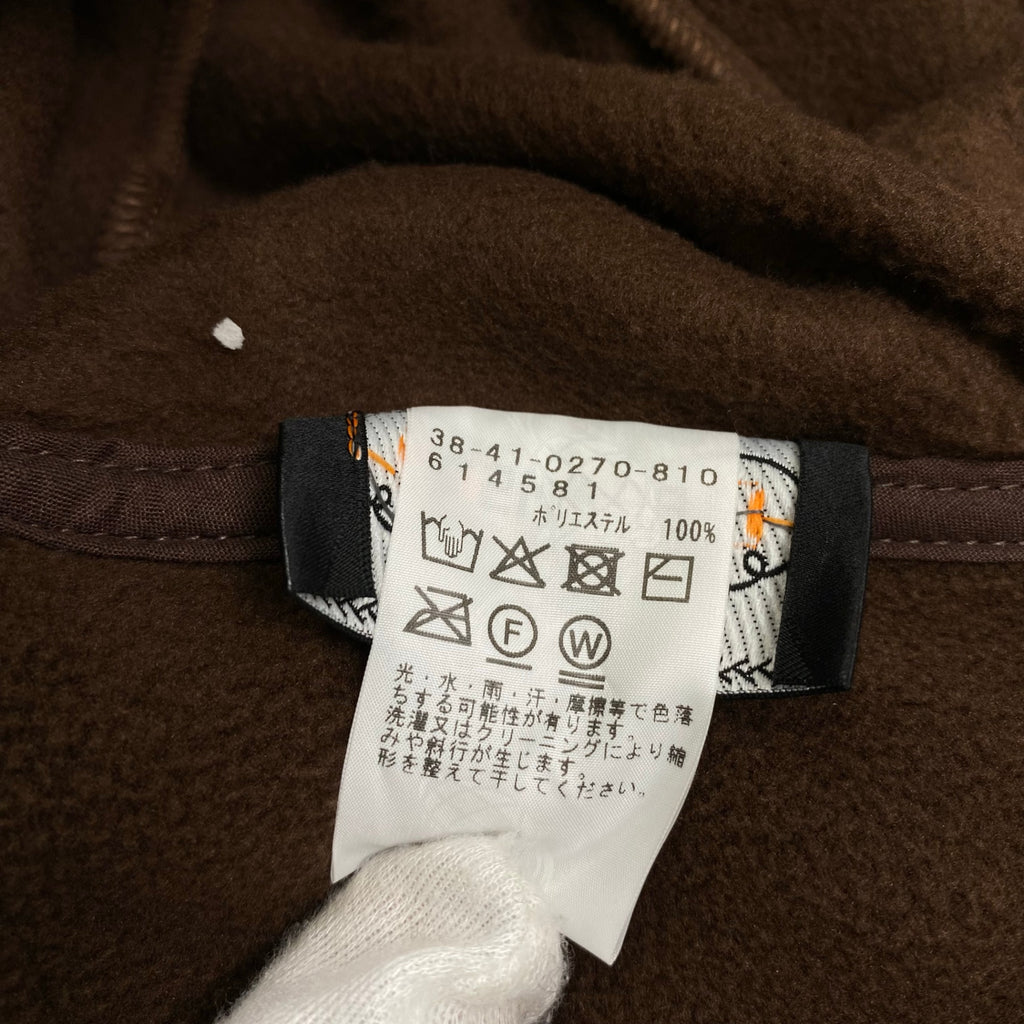 38-41-0270-810
614581
ポリエステル 100%
F W
光・水・雨・汗・摩擦等で色落
ちする可能性が有ります。
洗濯又はクリーニングにより縮
みや斜行が生じます。
形を整えて干してください。